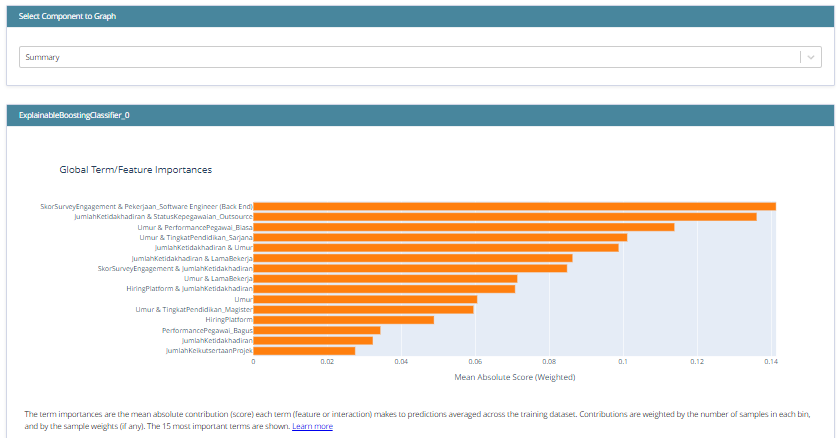 Select Component to Graph
Summary
ExplainableBoostingClassifier_0
Global Term/Feature Importances
SkorSurveyEngagement & Pekerjaan_Software Engineer (Back End)
JumlahKetidakhadiran & StatusKepegawaian_Outsource
Umur & PerformancePegawai_Biasa
Umur & TingkatPendidikan_Sarjana
JumlahKetidakhadiran & Umur
JumlahKetidakhadiran & LamaBekerja
SkorSurveyEngagement & JumlahKetidakhadiran
Umur & LamaBekerja
HiringPlatform & JumlahKetidakhadiran
Umur
Umur & TingkatPendidikan_Magister
HiringPlatform
PerformancePegawai_Bagus
JumlahKetidakhadiran
JumlahKeikutsertaanProjek
0 0.02 0.04 0.06 0.08 0.1 0.12 0.14
Mean Absolute Score (Weighted)
The term importances are the mean absolute contribution (score) each term (feature or interaction) makes to predictions averaged across the training dataset. Contributions are weighted by the number of samples in each bin,
and by the sample weights (if any). The 15 most important terms are shown. Learn more